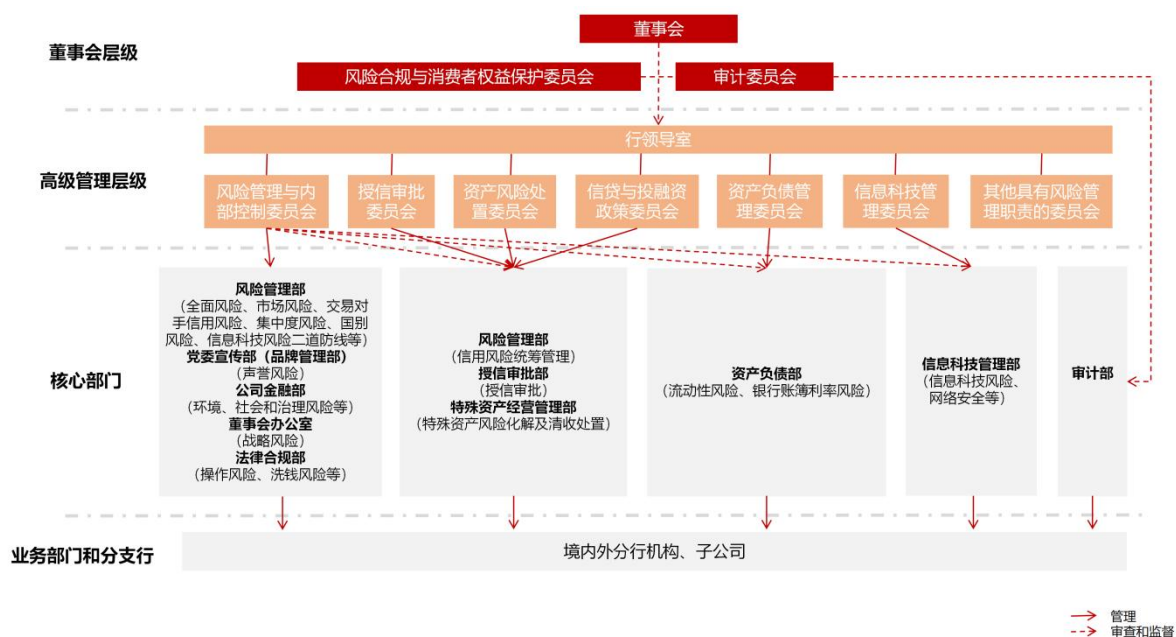 董事会层级
董事会
风险合规与消费者权益保护委员会
审计委员会
高级管理层级
行领导室
风险管理与内
部控制委员会
授信审批
委员会
资产风险处
置委员会
信贷与投融资
政策委员会
资产负债管
理委员会
信息科技管
理委员会
其他具有风险管
理职责的委员会
核心部门
风险管理部
（全面风险、市场风险、交易对
手信用风险、集中度风险、国别
风险、信息科技风险二道防线等）
党委宣传部（品牌管理部）
（声誉风险）
公司金融部
（环境、社会和治理风险等）
董事会办公室
（战略风险）
法律合规部
（操作风险、洗钱风险等）
风险管理部
（信用风险统筹管理）
授信审批部
（授信审批）
特殊资产经营管理部
（特殊资产风险化解及清收处置）
资产负债部
（流动性风险、银行账簿利率风险）
信息科技管理部
（信息科技风险、
网络安全等）
审计部
业务部门和分支行
境内外分行机构、子公司
管理
审查和监督